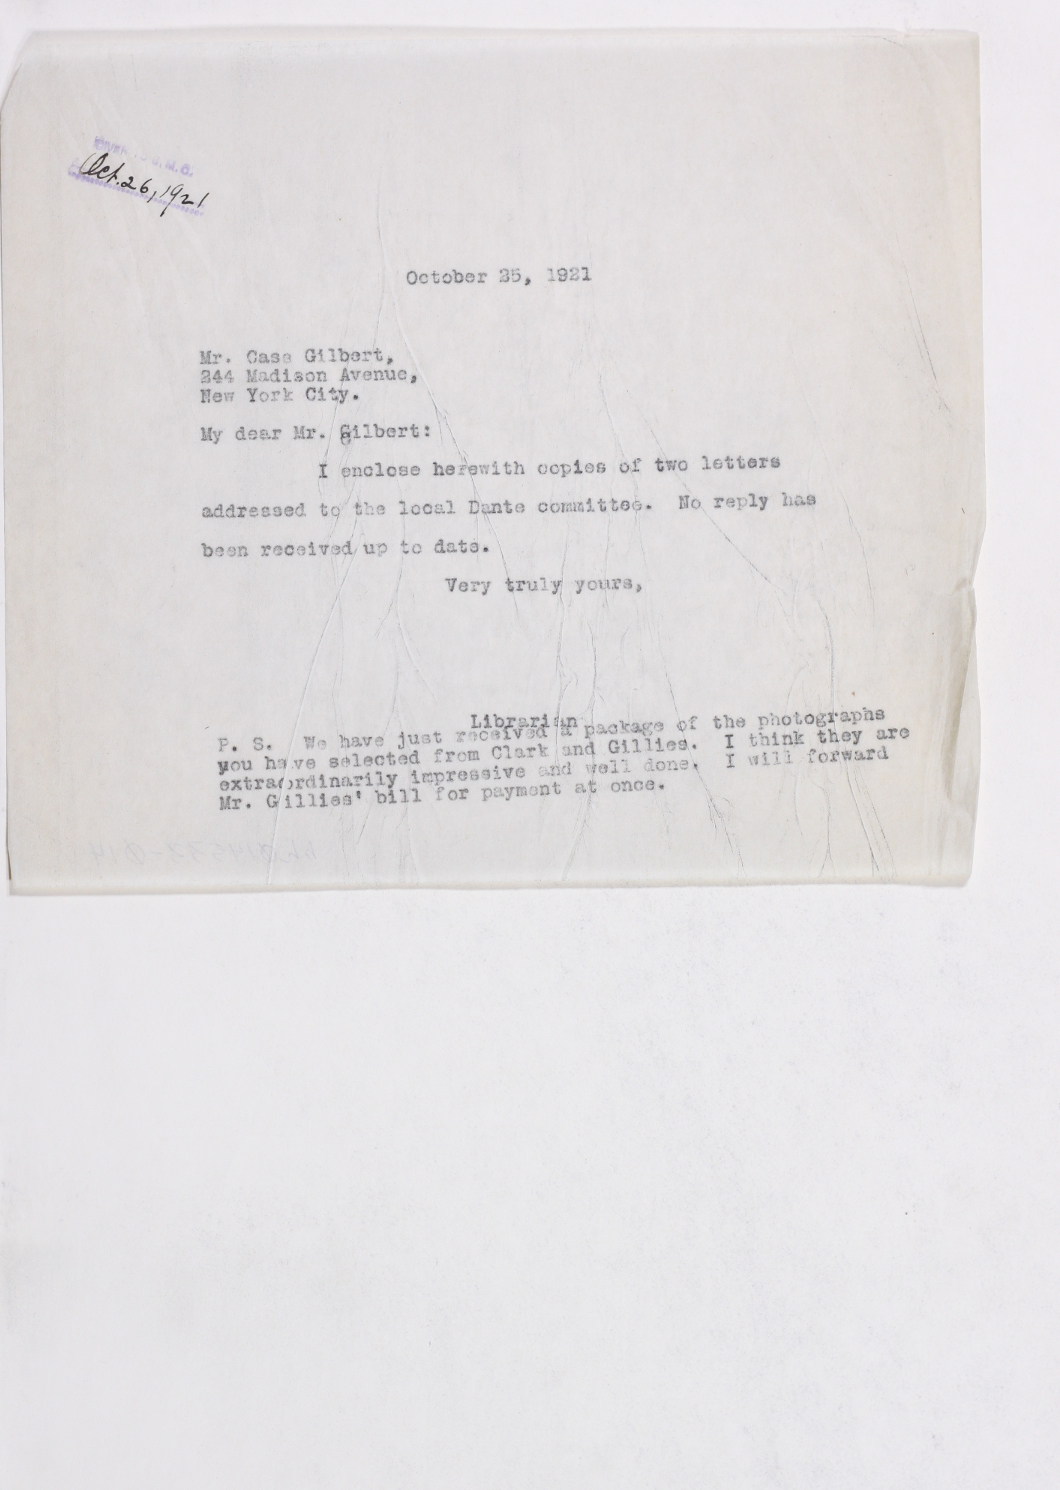 Oct. 26, 1921
October 25, 1921
Mr. Cass Gilbert,
244 Madison Avenue,
New York City.
My dear Mr. Gilbert:
I enclose herewith copies of two letters
addressed to the local Dante committee. No reply has
been received up to date.
Very truly yours,
Librarian
P. S. We have just received a package of the photographs
you have selected from Clark and Gillies. I think they are
extraordinarily impressive and well done. I will forward
Mr. Gillies' bill for payment at once.